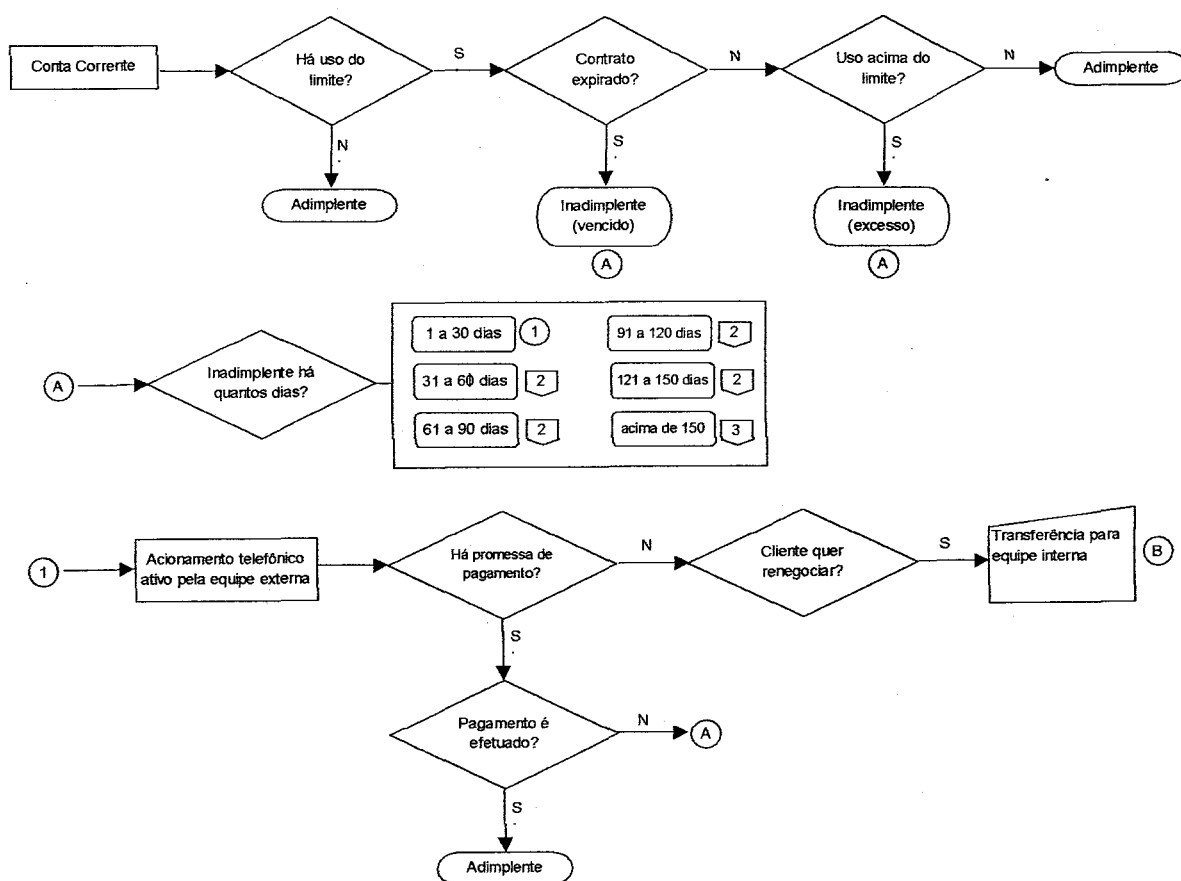 Conta Corrente
Há uso do
limite?
S
Contrato
expirado?
N
Uso acima do
limite?
N
Adimplente
N
S
S
Adimplente
Inadimplente
(vencido)
Inadimplente
(excesso)
A
A
A
Inadimplente há
quantos dias?
1 a 30 dias
1
91 a 120 dias
2
31 a 60 dias
2
121 a 150 dias
2
61 a 90 dias
2
acima de 150
3
1
Acionamento telefônico
ativo pela equipe externa
Há promessa de
pagamento?
N
Cliente quer
renegociar?
S
Transferência para
equipe interna
B
S
Pagamento é
efetuado?
N
A
S
Adimplente